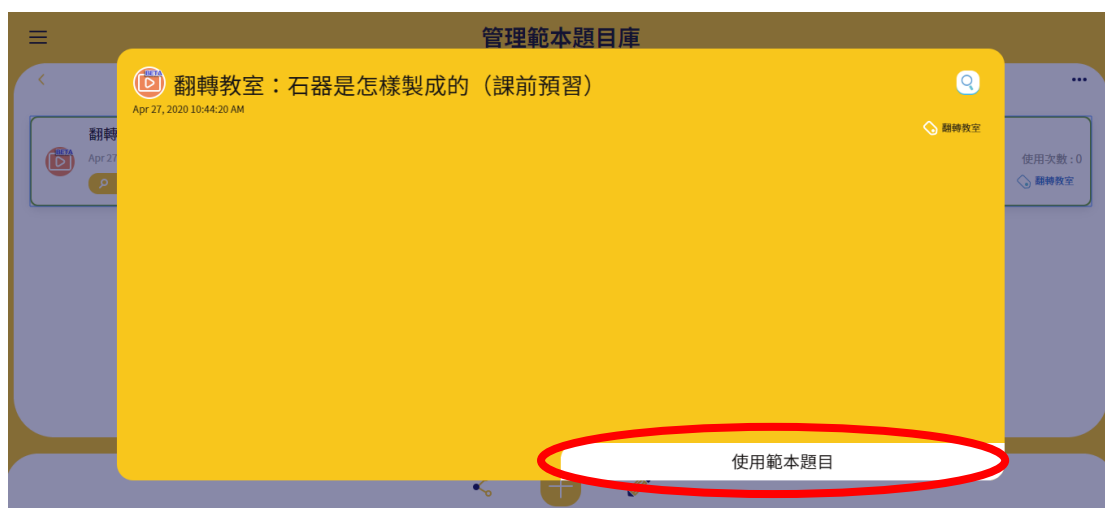 管理範本題目庫
BETA
翻轉教室：石器是怎樣製成的（課前預習）
Apr 27, 2020 10:44:20 AM
翻轉教室
翻轉
BETA
Apr 27
使用次數 : 0
翻轉教室
使用範本題目